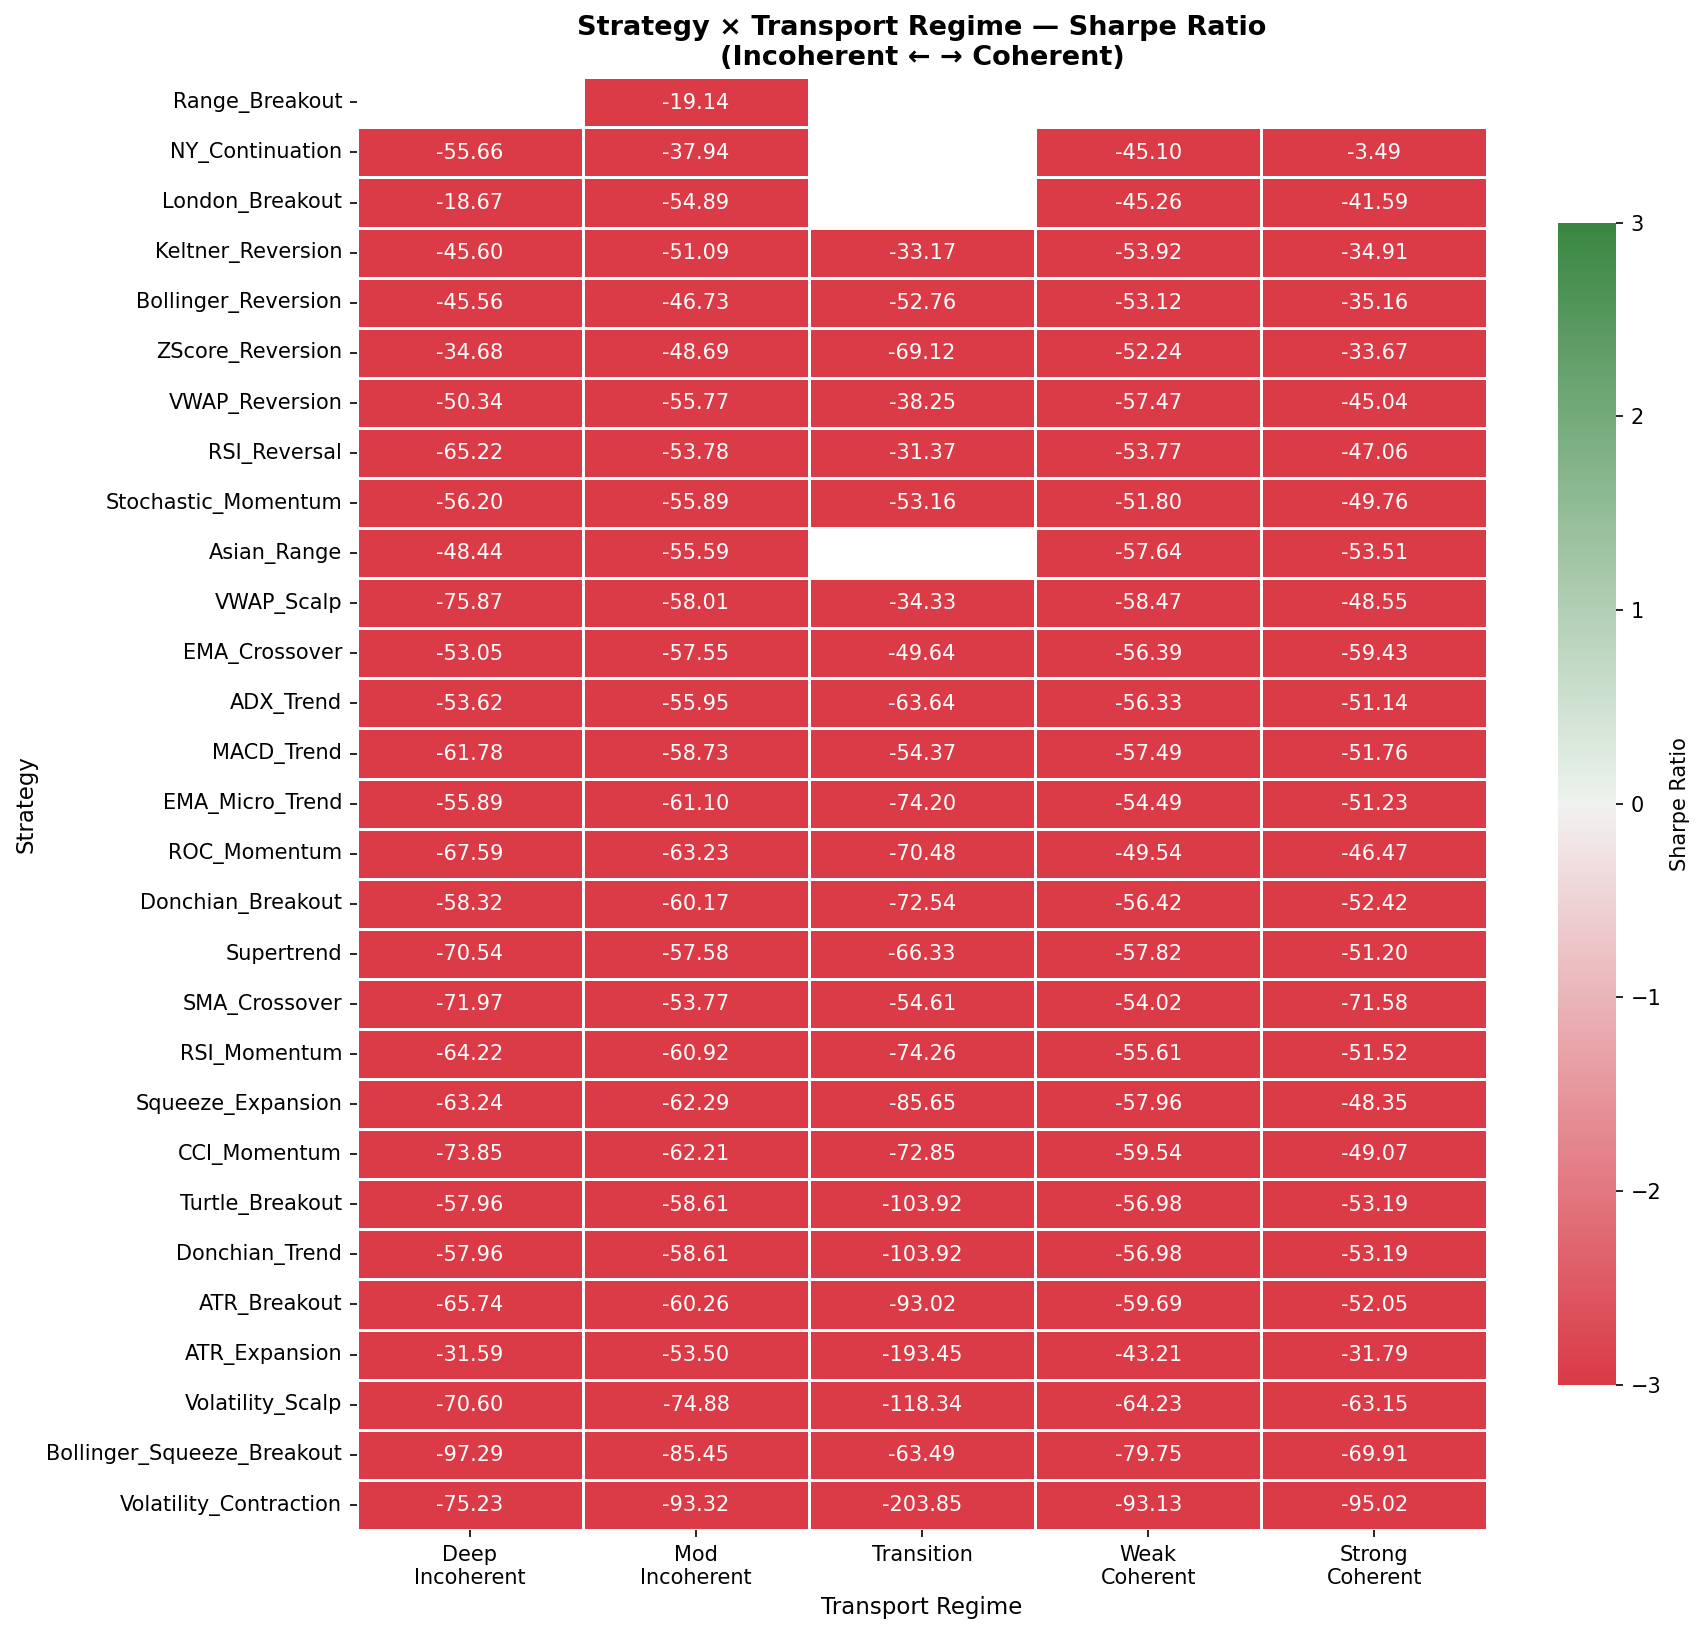 Strategy × Transport Regime — Sharpe Ratio
(Incoherent ← → Coherent)
Range_Breakout -19.14
NY_Continuation -55.66 -37.94 -45.10 -3.49
London_Breakout -18.67 -54.89 -45.26 -41.59
Keltner_Reversion -45.60 -51.09 -33.17 -53.92 -34.91
Bollinger_Reversion -45.56 -46.73 -52.76 -53.12 -35.16
ZScore_Reversion -34.68 -48.69 -69.12 -52.24 -33.67
VWAP_Reversion -50.34 -55.77 -38.25 -57.47 -45.04
RSI_Reversal -65.22 -53.78 -31.37 -53.77 -47.06
Stochastic_Momentum -56.20 -55.89 -53.16 -51.80 -49.76
Asian_Range -48.44 -55.59 -57.64 -53.51
VWAP_Scalp -75.87 -58.01 -34.33 -58.47 -48.55
EMA_Crossover -53.05 -57.55 -49.64 -56.39 -59.43
ADX_Trend -53.62 -55.95 -63.64 -56.33 -51.14
MACD_Trend -61.78 -58.73 -54.37 -57.49 -51.76
EMA_Micro_Trend -55.89 -61.10 -74.20 -54.49 -51.23
ROC_Momentum -67.59 -63.23 -70.48 -49.54 -46.47
Donchian_Breakout -58.32 -60.17 -72.54 -56.42 -52.42
Supertrend -70.54 -57.58 -66.33 -57.82 -51.20
SMA_Crossover -71.97 -53.77 -54.61 -54.02 -71.58
RSI_Momentum -64.22 -60.92 -74.26 -55.61 -51.52
Squeeze_Expansion -63.24 -62.29 -85.65 -57.96 -48.35
CCI_Momentum -73.85 -62.21 -72.85 -59.54 -49.07
Turtle_Breakout -57.96 -58.61 -103.92 -56.98 -53.19
Donchian_Trend -57.96 -58.61 -103.92 -56.98 -53.19
ATR_Breakout -65.74 -60.26 -93.02 -59.69 -52.05
ATR_Expansion -31.59 -53.50 -193.45 -43.21 -31.79
Volatility_Scalp -70.60 -74.88 -118.34 -64.23 -63.15
Bollinger_Squeeze_Breakout -97.29 -85.45 -63.49 -79.75 -69.91
Volatility_Contraction -75.23 -93.32 -203.85 -93.13 -95.02
Deep Mod Transition Weak Strong
Incoherent Incoherent Coherent Coherent
Transport Regime
Strategy
3
2
1
0
−1
−2
−3
Sharpe Ratio